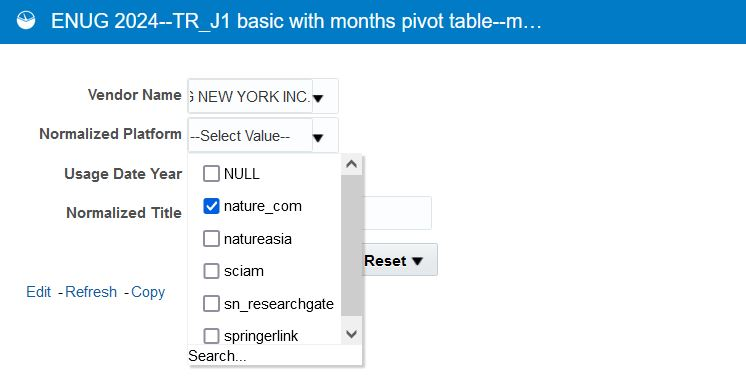 ENUG 2024--TR_J1 basic with months pivot table--m...
Vendor Name
NEW YORK INC.
Normalized Platform
--Select Value--
Usage Date Year
NULL
nature_com
Normalized Title
natureasia
sciam
Reset
Edit - Refresh - Copy
sn_researchgate
springerlink
Search...